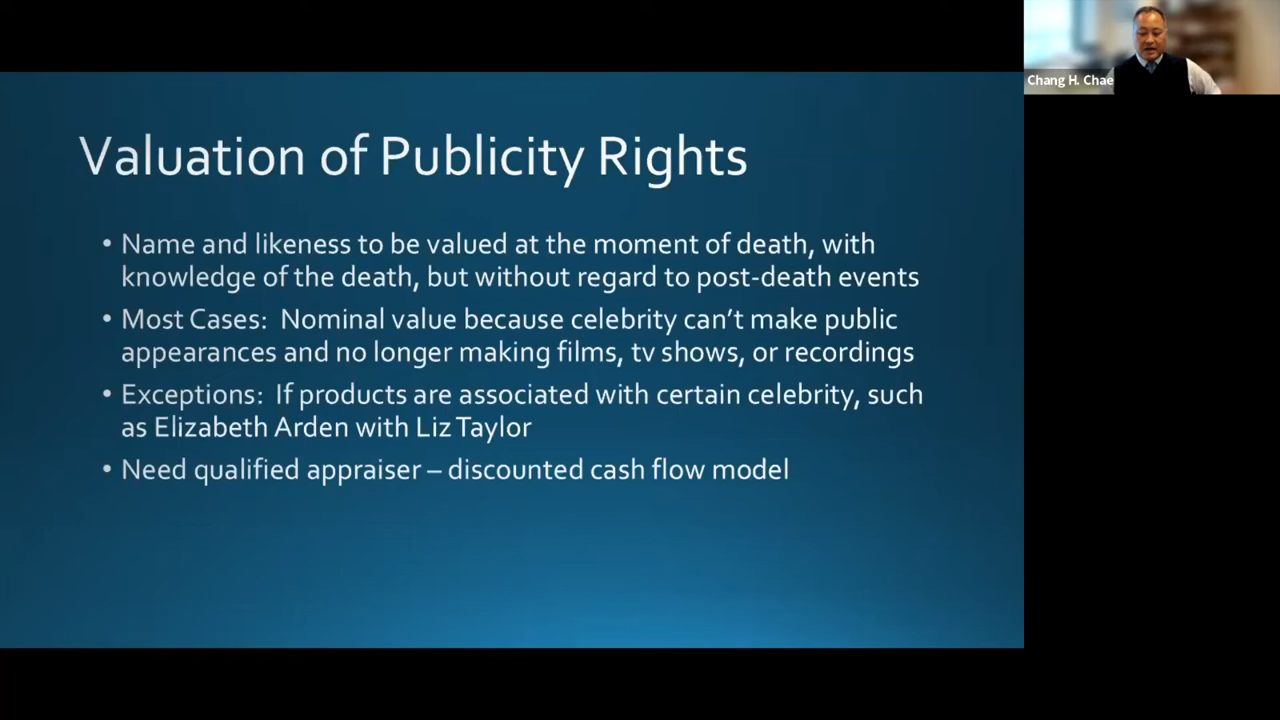 Chang H. Chae
Valuation of Publicity Rights
• Name and likeness to be valued at the moment of death, with
knowledge of the death, but without regard to post-death events
• Most Cases: Nominal value because celebrity can't make public
appearances and no longer making films, tv shows, or recordings
• Exceptions: If products are associated with certain celebrity, such
as Elizabeth Arden with Liz Taylor
• Need qualified appraiser – discounted cash flow model